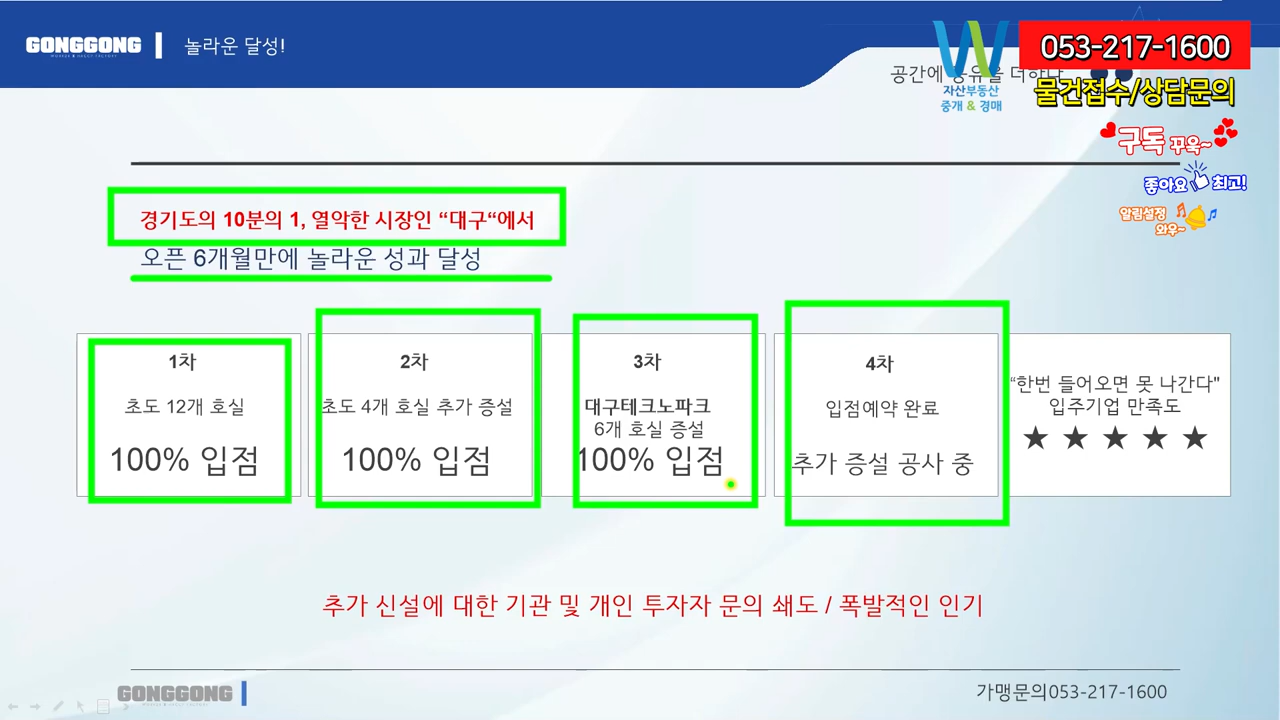 GONGGONG
놀라운 달성!
053-217-1600
공간에 공유을 더하다
자산부동산
중개 & 경매
물건접수/상담문의
구독 꾸욱~
좋아요 최고!
알림설정
와우~
경기도의 10분의 1, 열악한 시장인 “대구“에서
오픈 6개월만에 놀라운 성과 달성
1차
초도 12개 호실
100% 입점
2차
초도 4개 호실 추가 증설
100% 입점
3차
대구테크노파크
6개 호실 증설
100% 입점
4차
입점예약 완료
추가 증설 공사 중
“한번 들어오면 못 나간다"
입주기업 만족도
★ ★ ★ ★ ★
추가 신설에 대한 기관 및 개인 투자자 문의 쇄도 / 폭발적인 인기
GONGGONG
가맹문의053-217-1600